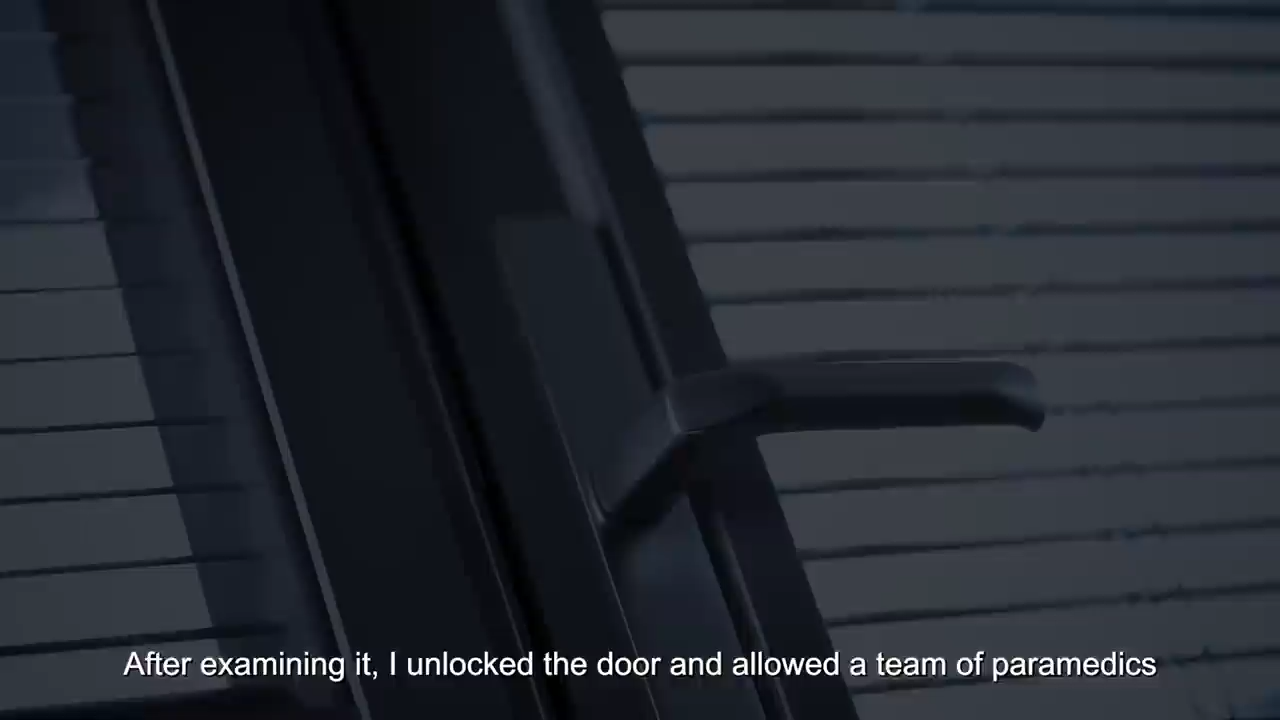 After examining it, I unlocked the door and allowed a team of paramedics